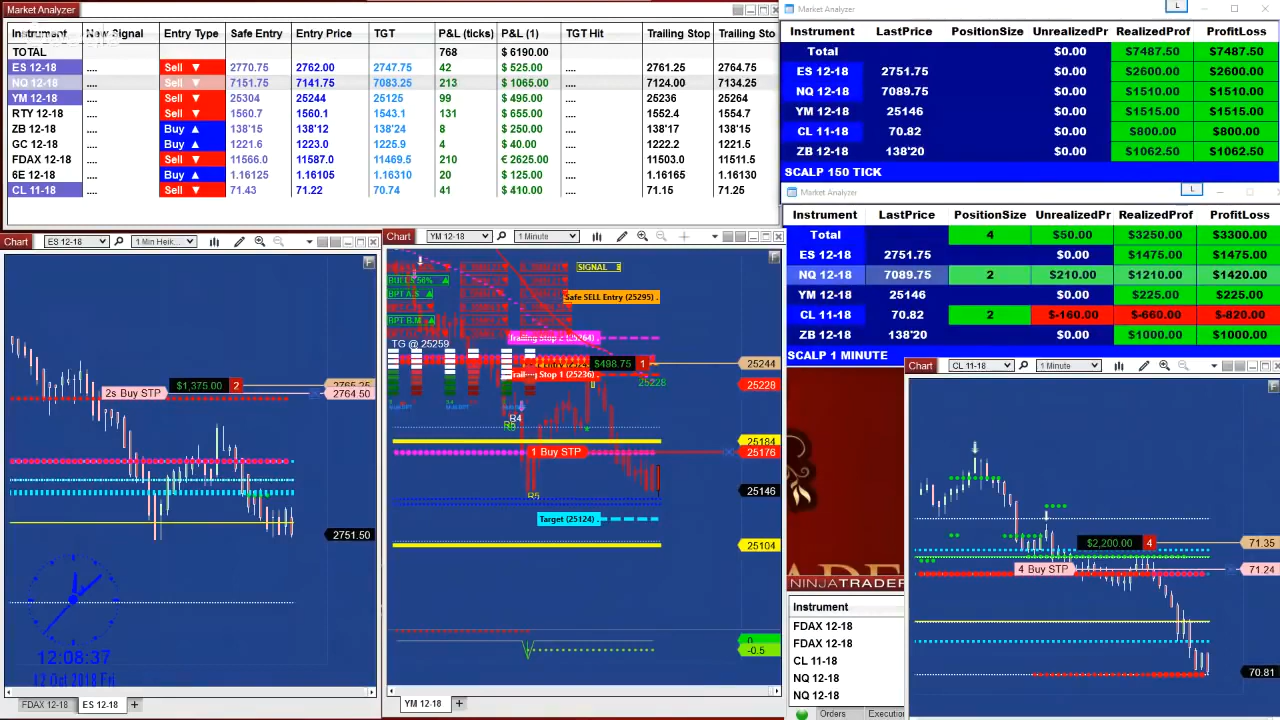 Market Analyzer
Instrument New Signal Entry Type Safe Entry Entry Price TGT P&L (ticks) P&L (1) TGT Hit Trailing Stop Trailing Sto
TOTAL 768 $ 6190.00
ES 12-18 .... Sell ▼ 2770.75 2762.00 2747.75 42 $ 525.00 .... 2761.25 2764.75
NQ 12-18 .... Sell ▼ 7151.75 7141.75 7083.25 213 $ 1065.00 .... 7124.00 7134.25
YM 12-18 .... Sell ▼ 25304 25244 25125 99 $ 495.00 .... 25236 25264
RTY 12-18 .... Sell ▼ 1560.7 1560.1 1543.1 131 $ 655.00 .... 1552.4 1554.7
ZB 12-18 .... Buy ▲ 138'15 138'12 138'24 8 $ 250.00 .... 138'17 138'15
GC 12-18 .... Buy ▲ 1221.6 1223.0 1225.9 4 $ 40.00 .... 1222.2 1221.5
FDAX 12-18 .... Sell ▼ 11566.0 11587.0 11469.5 210 € 2625.00 .... 11503.0 11511.5
6E 12-18 .... Buy ▲ 1.16125 1.16105 1.16310 20 $ 125.00 .... 1.16165 1.16130
CL 11-18 .... Sell ▼ 71.43 71.22 70.74 41 $ 410.00 .... 71.15 71.25
Market Analyzer L
Instrument LastPrice PositionSize UnrealizedPr RealizedProf ProfitLoss
Total $0.00 $7487.50 $7487.50
ES 12-18 2751.75 $0.00 $2600.00 $2600.00
NQ 12-18 7089.75 $0.00 $1510.00 $1510.00
YM 12-18 25146 $0.00 $1515.00 $1515.00
CL 11-18 70.82 $0.00 $800.00 $800.00
ZB 12-18 138'20 $0.00 $1062.50 $1062.50
SCALP 150 TICK
Market Analyzer L
Instrument LastPrice PositionSize UnrealizedPr RealizedProf ProfitLoss
Total 4 $50.00 $3250.00 $3300.00
ES 12-18 2751.75 $0.00 $1475.00 $1475.00
NQ 12-18 7089.75 2 $210.00 $1210.00 $1420.00
YM 12-18 25146 $0.00 $225.00 $225.00
CL 11-18 70.82 2 $-160.00 $-660.00 $-820.00
ZB 12-18 138'20 $0.00 $1000.00 $1000.00
SCALP 1 MINUTE
Chart ES 12-18 1 Min Heik...
F
$1,375.00 2
2s Buy STP
2764.50
2751.50
12:08:37
12 Oct 2018 Fri
FDAX 12-18 ES 12-18 +
Chart YM 12-18 1 Minute
F
SIGNAL
BULLS 56%
Safe SELL Entry (25295)
Trailing Stop 2 (25264)
TG @ 25259
$498.75 1
25244
25228
25228
R4
R5
25184
1 Buy STP
25176
25146
R5
Target (25124)
25104
0
-0.5
YM 12-18 +
NINJATRADER
Instrument
FDAX 12-18
FDAX 12-18
CL 11-18
NQ 12-18
NQ 12-18
Orders Execution
Chart CL 11-18 1 Minute
F
$2,200.00 4
71.35
4 Buy STP
71.24
70.81